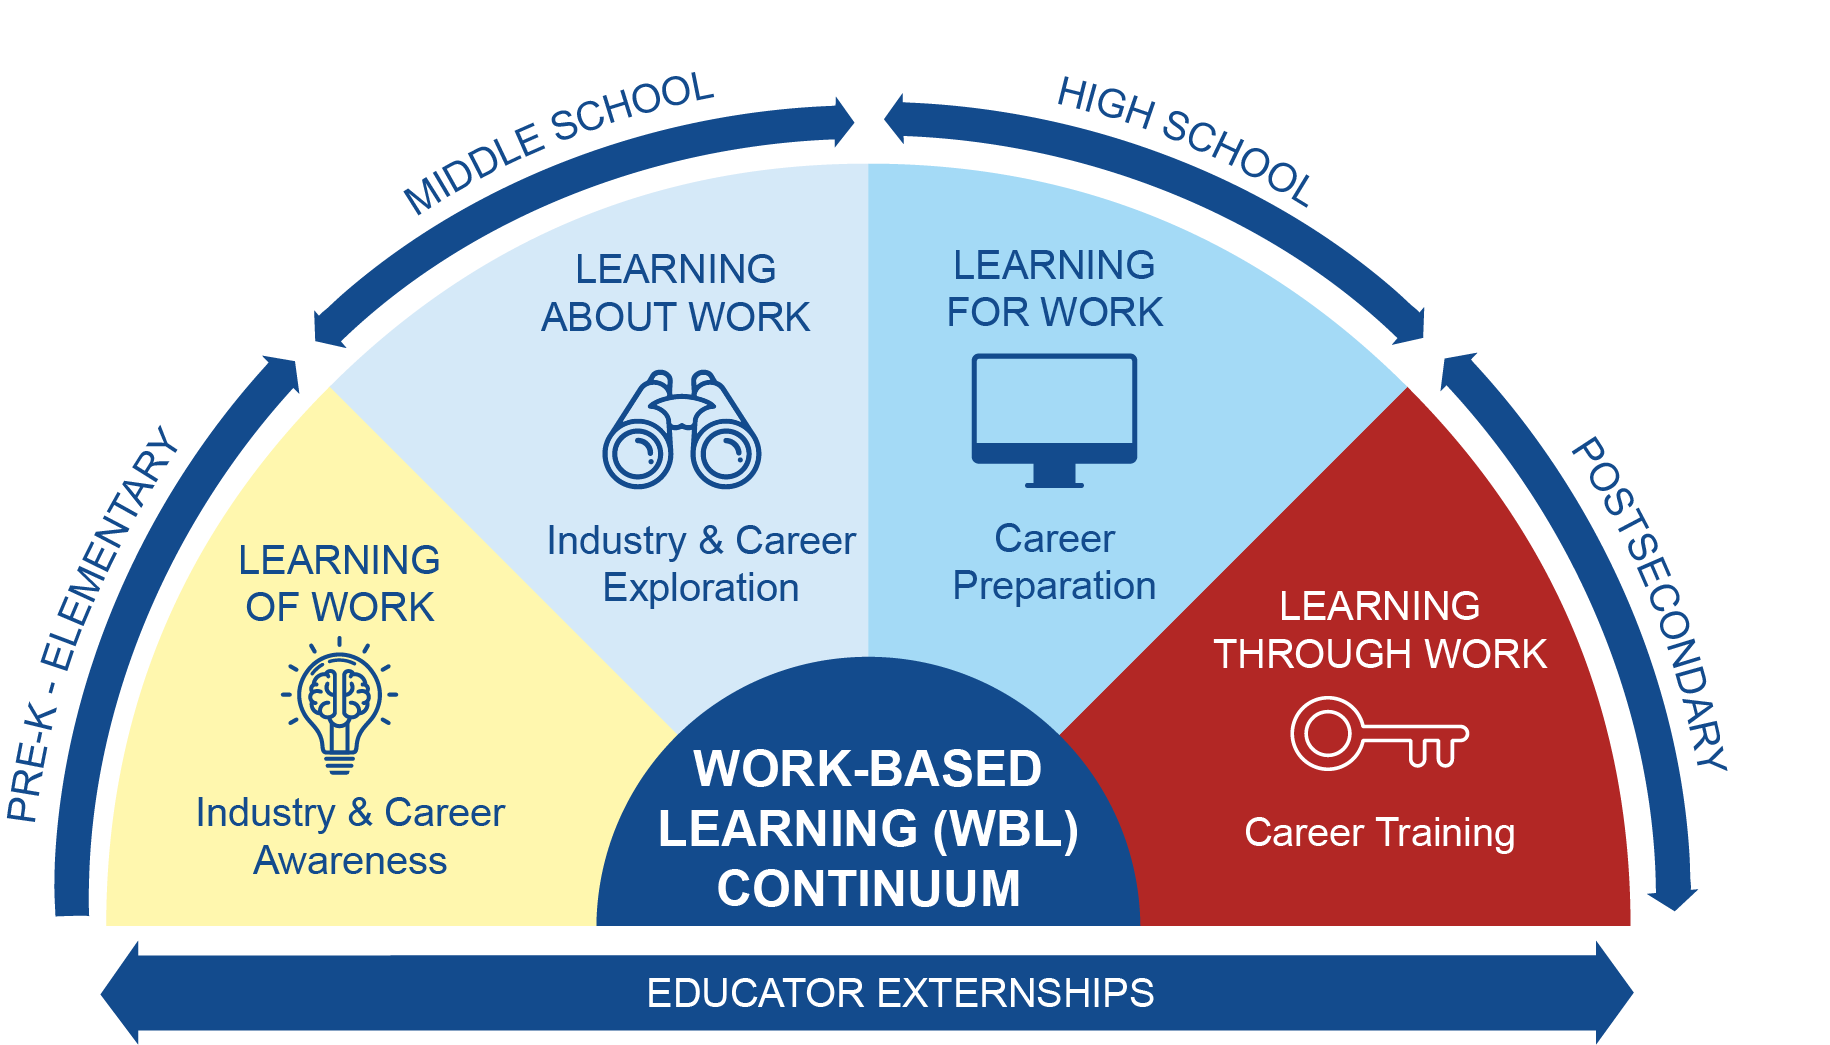 PRE-K - ELEMENTARY
MIDDLE SCHOOL
HIGH SCHOOL
POSTSECONDARY
LEARNING
OF WORK
Industry & Career
Awareness
LEARNING
ABOUT WORK
Industry & Career
Exploration
LEARNING
FOR WORK
Career
Preparation
LEARNING
THROUGH WORK
Career Training
WORK-BASED
LEARNING (WBL)
CONTINUUM
EDUCATOR EXTERNSHIPS